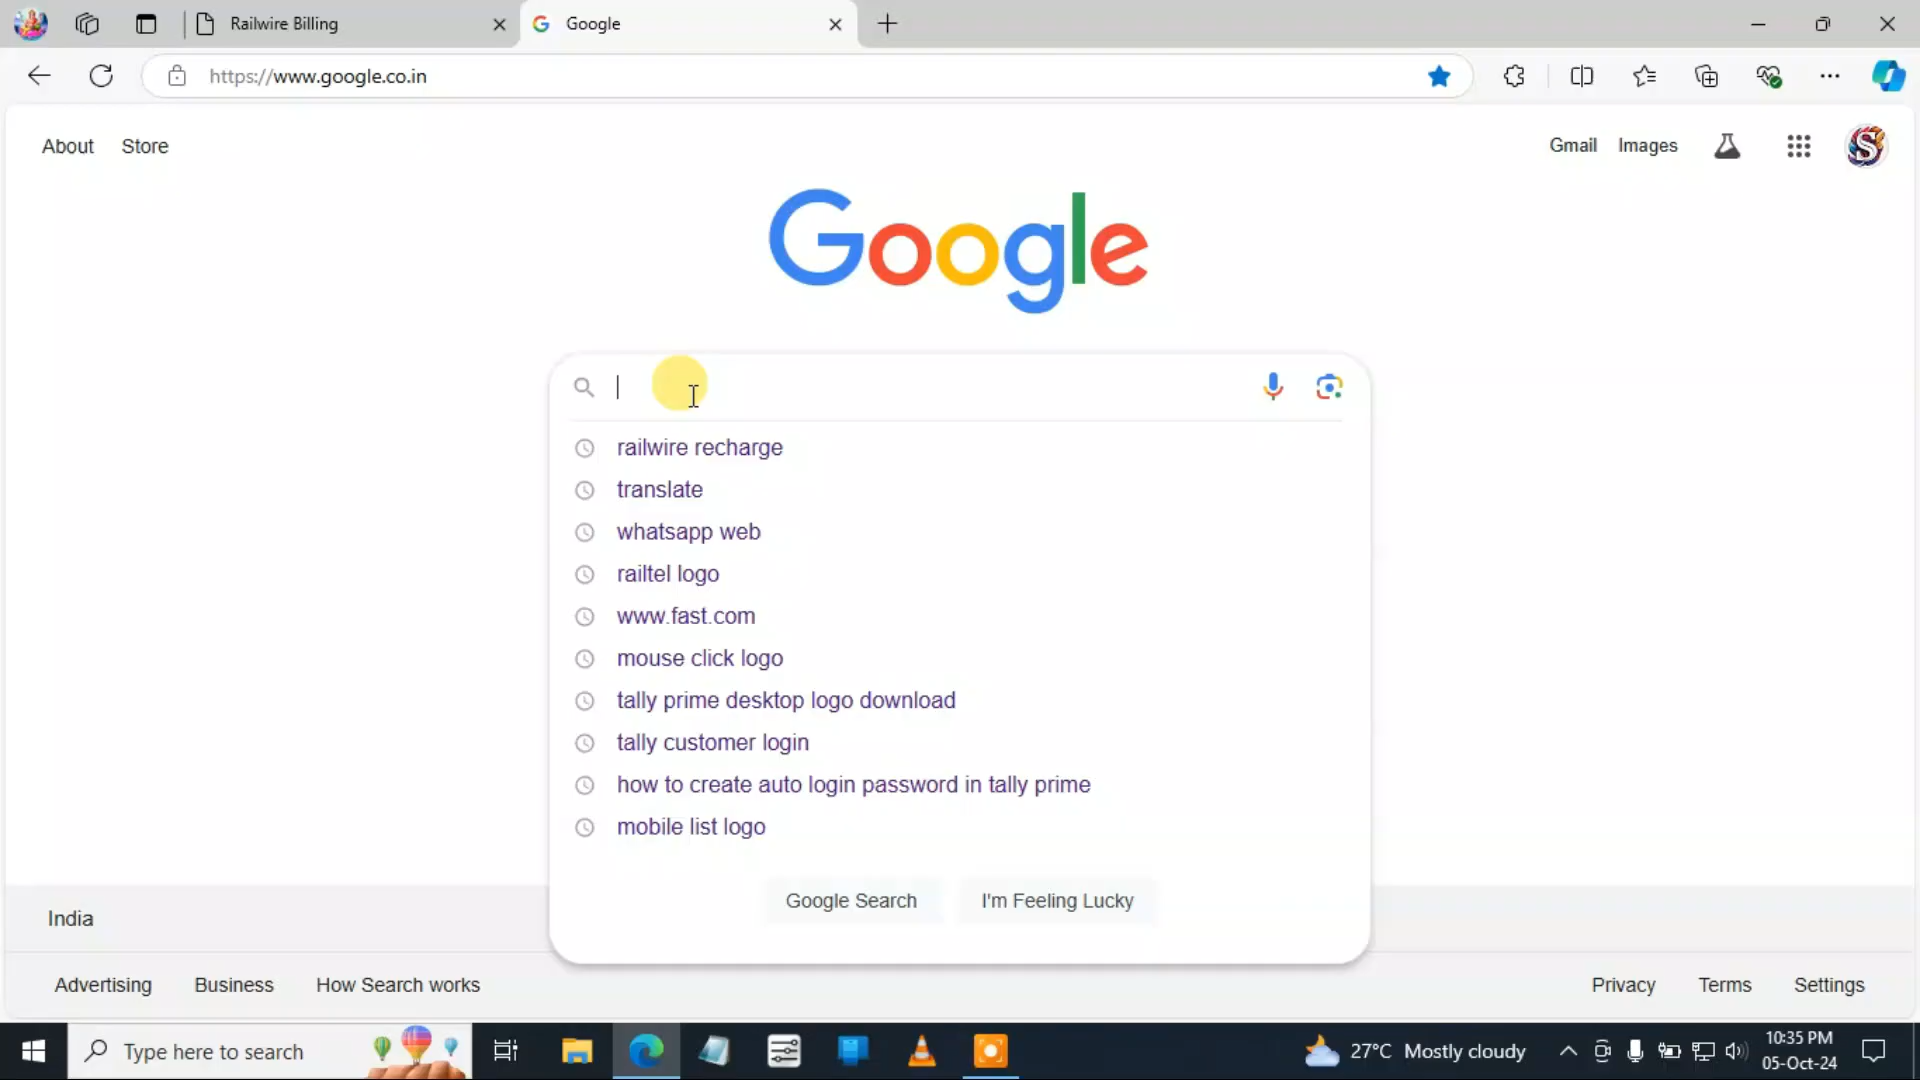 Railwire Billing
Google
https://www.google.co.in
About Store
Gmail Images
Google
railwire recharge
translate
whatsapp web
railtel logo
www.fast.com
mouse click logo
tally prime desktop logo download
tally customer login
how to create auto login password in tally prime
mobile list logo
Google Search I'm Feeling Lucky
India
Advertising Business How Search works
Privacy Terms Settings
Type here to search
27°C Mostly cloudy
10:35 PM
05-Oct-24